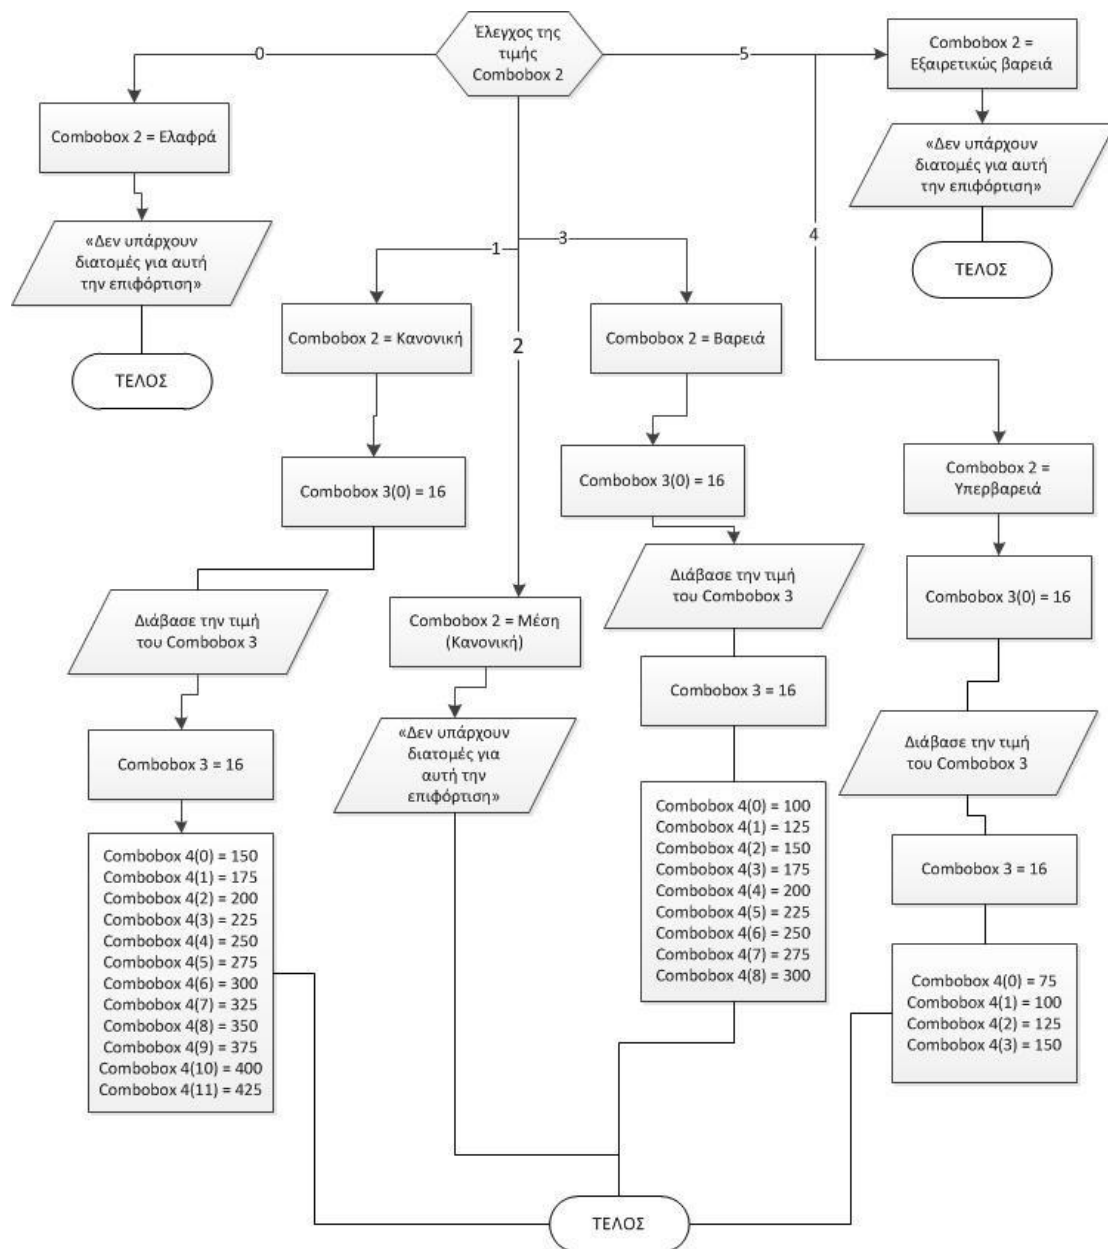 Έλεγχος της
τιμής
Combobox 2
0
5
Combobox 2 =
Εξαιρετικώς βαρειά
«Δεν υπάρχουν
διατομές για αυτή
την επιφόρτιση»
ΤΕΛΟΣ
Combobox 2 = Ελαφρά
«Δεν υπάρχουν
διατομές για αυτή
την επιφόρτιση»
ΤΕΛΟΣ
1
3
4
2
Combobox 2 = Κανονική
Combobox 3(0) = 16
Διάβασε την τιμή
του Combobox 3
Combobox 3 = 16
Combobox 4(0) = 150
Combobox 4(1) = 175
Combobox 4(2) = 200
Combobox 4(3) = 225
Combobox 4(4) = 250
Combobox 4(5) = 275
Combobox 4(6) = 300
Combobox 4(7) = 325
Combobox 4(8) = 350
Combobox 4(9) = 375
Combobox 4(10) = 400
Combobox 4(11) = 425
Combobox 2 = Μέση
(Κανονική)
«Δεν υπάρχουν
διατομές για
αυτή την
επιφόρτιση»
Combobox 2 = Βαρειά
Combobox 3(0) = 16
Διάβασε την τιμή
του Combobox 3
Combobox 3 = 16
Combobox 4(0) = 100
Combobox 4(1) = 125
Combobox 4(2) = 150
Combobox 4(3) = 175
Combobox 4(4) = 200
Combobox 4(5) = 225
Combobox 4(6) = 250
Combobox 4(7) = 275
Combobox 4(8) = 300
Combobox 2 =
Υπερβαρειά
Combobox 3(0) = 16
Διάβασε την τιμή
του Combobox 3
Combobox 3 = 16
Combobox 4(0) = 75
Combobox 4(1) = 100
Combobox 4(2) = 125
Combobox 4(3) = 150
ΤΕΛΟΣ